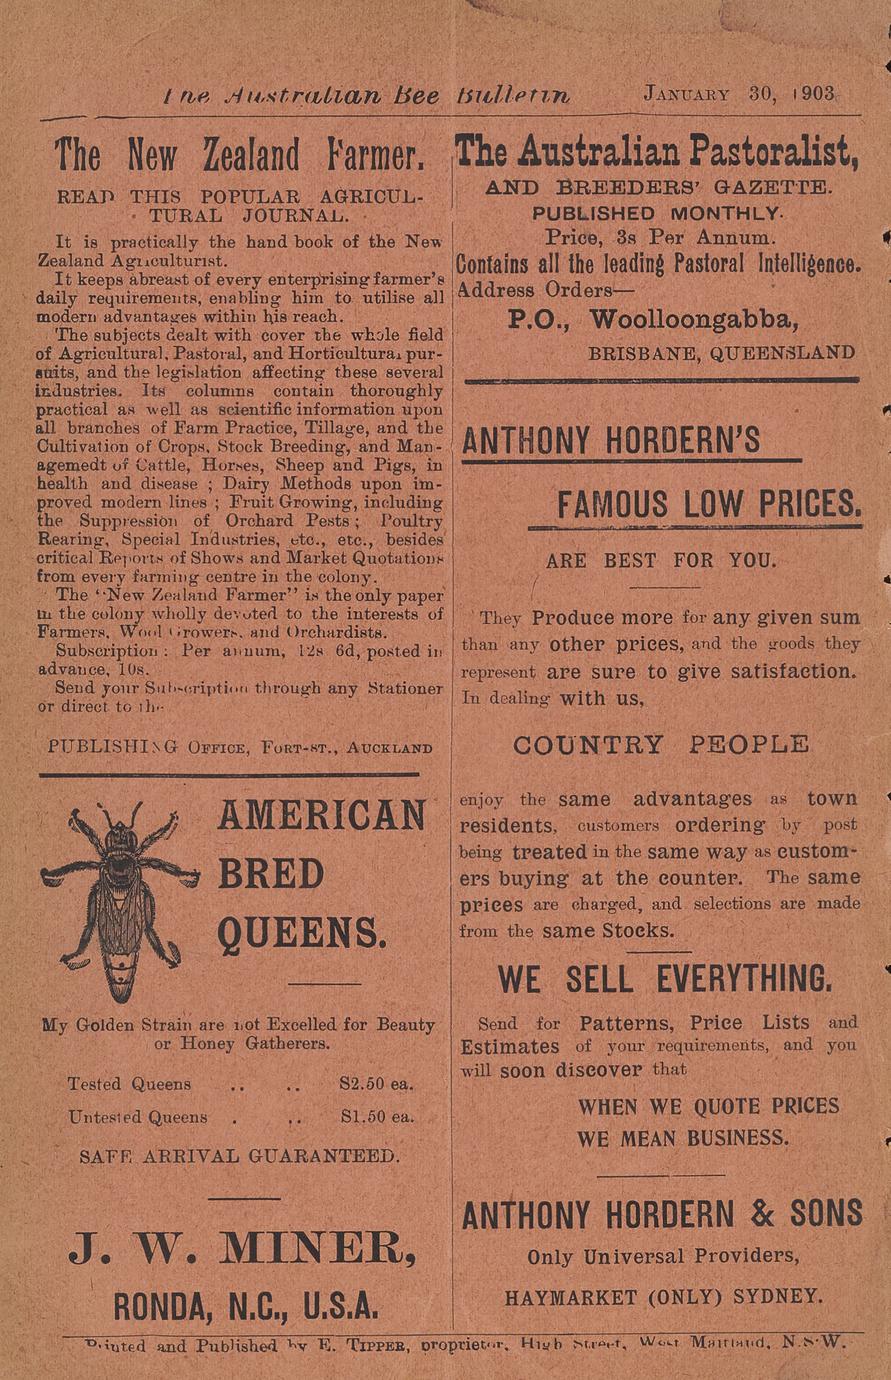 The Australian Bee Bulletin JANUARY 30, 1903.
The New Zealand Farmer.
READ THIS POPULAR AGRICUL-
TURAL JOURNAL.
It is practically the hand book of the New
Zealand Agriculturist.
It keeps abreast of every enterprising farmer's
daily requirements, enabling him to utilise all
modern advantages within his reach.
The subjects dealt with cover the whole field
of Agricultural, Pastoral, and Horticultural pur-
suits, and the legislation affecting these several
industries. Its columns contain thoroughly
practical as well as scientific information upon
all branches of Farm Practice, Tillage, and the
Cultivation of Crops, Stock Breeding, and Man-
agemedt of Cattle, Horses, Sheep and Pigs, in
health and disease ; Dairy Methods upon im-
proved modern lines ; Fruit Growing, including
the Suppression of Orchard Pests ; Poultry
Rearing, Special Industries, etc., etc., besides
critical Reports of Shows and Market Quotations
from every farming centre in the colony.
The "New Zealand Farmer" is the only paper
in the colony wholly devoted to the interests of
Farmers, Wool Growers, and Orchardists.
Subscription : Per annum, 12s 6d, posted in
advance, 10s.
Send your Subscription through any Stationer
or direct to the
PUBLISHING OFFICE, FORT-ST., AUCKLAND
AMERICAN
BRED
QUEENS.
My Golden Strain are not Excelled for Beauty
or Honey Gatherers.
Tested Queens .. .. S2.50 ea.
Untested Queens . .. S1.50 ea.
SAFE ARRIVAL GUARANTEED.
J. W. MINER,
RONDA, N.C., U.S.A.
The Australian Pastoralist,
AND BREEDERS' GAZETTE.
PUBLISHED MONTHLY.
Price, 3s Per Annum.
Contains all the leading Pastoral Intelligence.
Address Orders—
P.O., Woolloongabba,
BRISBANE, QUEENSLAND
ANTHONY HORDERN'S
FAMOUS LOW PRICES.
ARE BEST FOR YOU.
They Produce more for any given sum
than any other prices, and the goods they
represent are sure to give satisfaction.
In dealing with us,
COUNTRY PEOPLE
enjoy the same advantages as town
residents, customers ordering by post
being treated in the same way as custom-
ers buying at the counter. The same
prices are charged, and selections are made
from the same Stocks.
WE SELL EVERYTHING.
Send for Patterns, Price Lists and
Estimates of your requirements, and you
will soon discover that
WHEN WE QUOTE PRICES
WE MEAN BUSINESS.
ANTHONY HORDERN & SONS
Only Universal Providers,
HAYMARKET (ONLY) SYDNEY.
Printed and Published by E. TIPPER, proprietor, High Street, West Maitland, N.S.W.